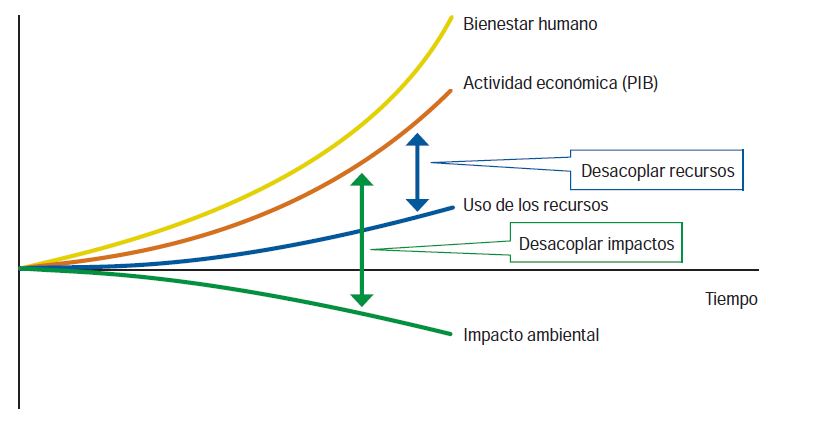 Bienestar humano
Actividad económica (PIB)
Desacoplar recursos
Uso de los recursos
Desacoplar impactos
Tiempo
Impacto ambiental